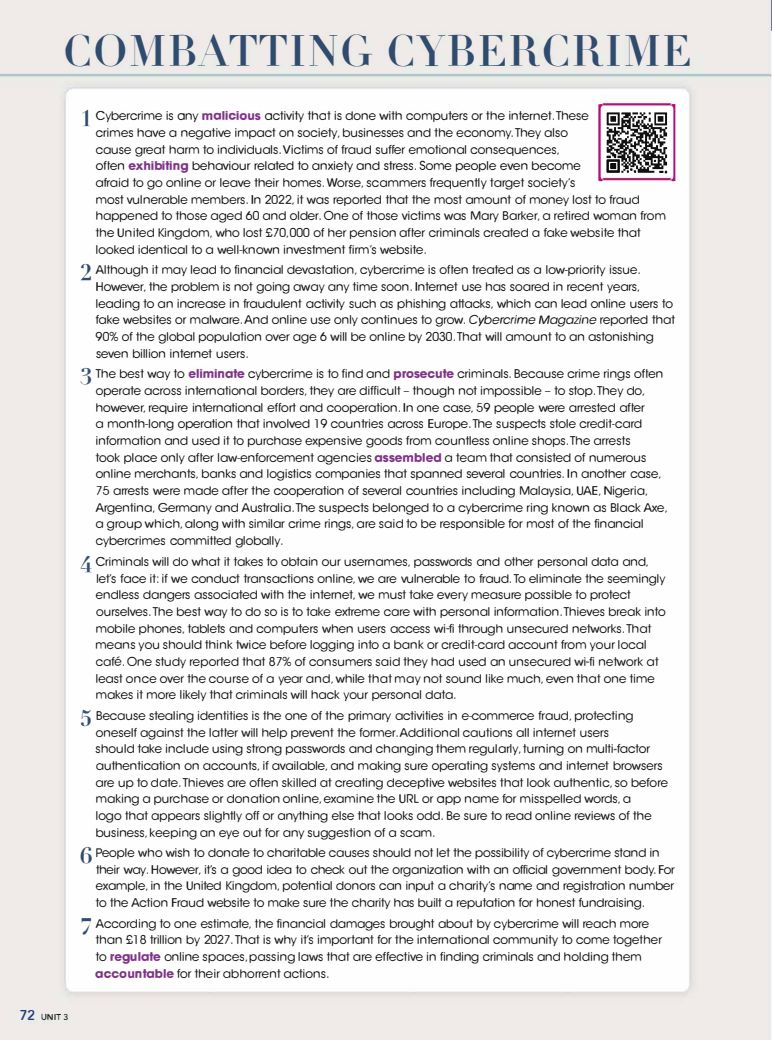 COMBATTING CYBERCRIME
1 Cybercrime is any malicious activity that is done with computers or the internet. These
crimes have a negative impact on society, businesses and the economy. They also
cause great harm to individuals. Victims of fraud suffer emotional consequences,
often exhibiting behaviour related to anxiety and stress. Some people even become
afraid to go online or leave their homes. Worse, scammers frequently target society's
most vulnerable members. In 2022, it was reported that the most amount of money lost to fraud
happened to those aged 60 and older. One of those victims was Mary Barker, a retired woman from
the United Kingdom, who lost £70,000 of her pension after criminals created a fake website that
looked identical to a well-known investment firm's website.
2 Although it may lead to financial devastation, cybercrime is often treated as a low-priority issue.
However, the problem is not going away any time soon. Internet use has soared in recent years,
leading to an increase in fraudulent activity such as phishing attacks, which can lead online users to
fake websites or malware. And online use only continues to grow. Cybercrime Magazine reported that
90% of the global population over age 6 will be online by 2030. That will amount to an astonishing
seven billion internet users.
3 The best way to eliminate cybercrime is to find and prosecute criminals. Because crime rings often
operate across international borders, they are difficult – though not impossible – to stop. They do,
however, require international effort and cooperation. In one case, 59 people were arrested after
a month-long operation that involved 19 countries across Europe. The suspects stole credit-card
information and used it to purchase expensive goods from countless online shops. The arrests
took place only after law-enforcement agencies assembled a team that consisted of numerous
online merchants, banks and logistics companies that spanned several countries. In another case,
75 arrests were made after the cooperation of several countries including Malaysia, UAE, Nigeria,
Argentina, Germany and Australia. The suspects belonged to a cybercrime ring known as Black Axe,
a group which, along with similar crime rings, are said to be responsible for most of the financial
cybercrimes committed globally.
4 Criminals will do what it takes to obtain our usernames, passwords and other personal data and,
let's face it: if we conduct transactions online, we are vulnerable to fraud. To eliminate the seemingly
endless dangers associated with the internet, we must take every measure possible to protect
ourselves. The best way to do so is to take extreme care with personal information. Thieves break into
mobile phones, tablets and computers when users access wi-fi through unsecured networks. That
means you should think twice before logging into a bank or credit-card account from your local
café. One study reported that 87% of consumers said they had used an unsecured wi-fi network at
least once over the course of a year and, while that may not sound like much, even that one time
makes it more likely that criminals will hack your personal data.
5 Because stealing identities is the one of the primary activities in e-commerce fraud, protecting
oneself against the latter will help prevent the former. Additional cautions all internet users
should take include using strong passwords and changing them regularly, turning on multi-factor
authentication on accounts, if available, and making sure operating systems and internet browsers
are up to date. Thieves are often skilled at creating deceptive websites that look authentic, so before
making a purchase or donation online, examine the URL or app name for misspelled words, a
logo that appears slightly off or anything else that looks odd. Be sure to read online reviews of the
business, keeping an eye out for any suggestion of a scam.
6 People who wish to donate to charitable causes should not let the possibility of cybercrime stand in
their way. However, it's a good idea to check out the organization with an official government body. For
example, in the United Kingdom, potential donors can input a charity's name and registration number
to the Action Fraud website to make sure the charity has built a reputation for honest fundraising.
7 According to one estimate, the financial damages brought about by cybercrime will reach more
than £18 trillion by 2027. That is why it's important for the international community to come together
to regulate online spaces, passing laws that are effective in finding criminals and holding them
accountable for their abhorrent actions.
72 UNIT 3